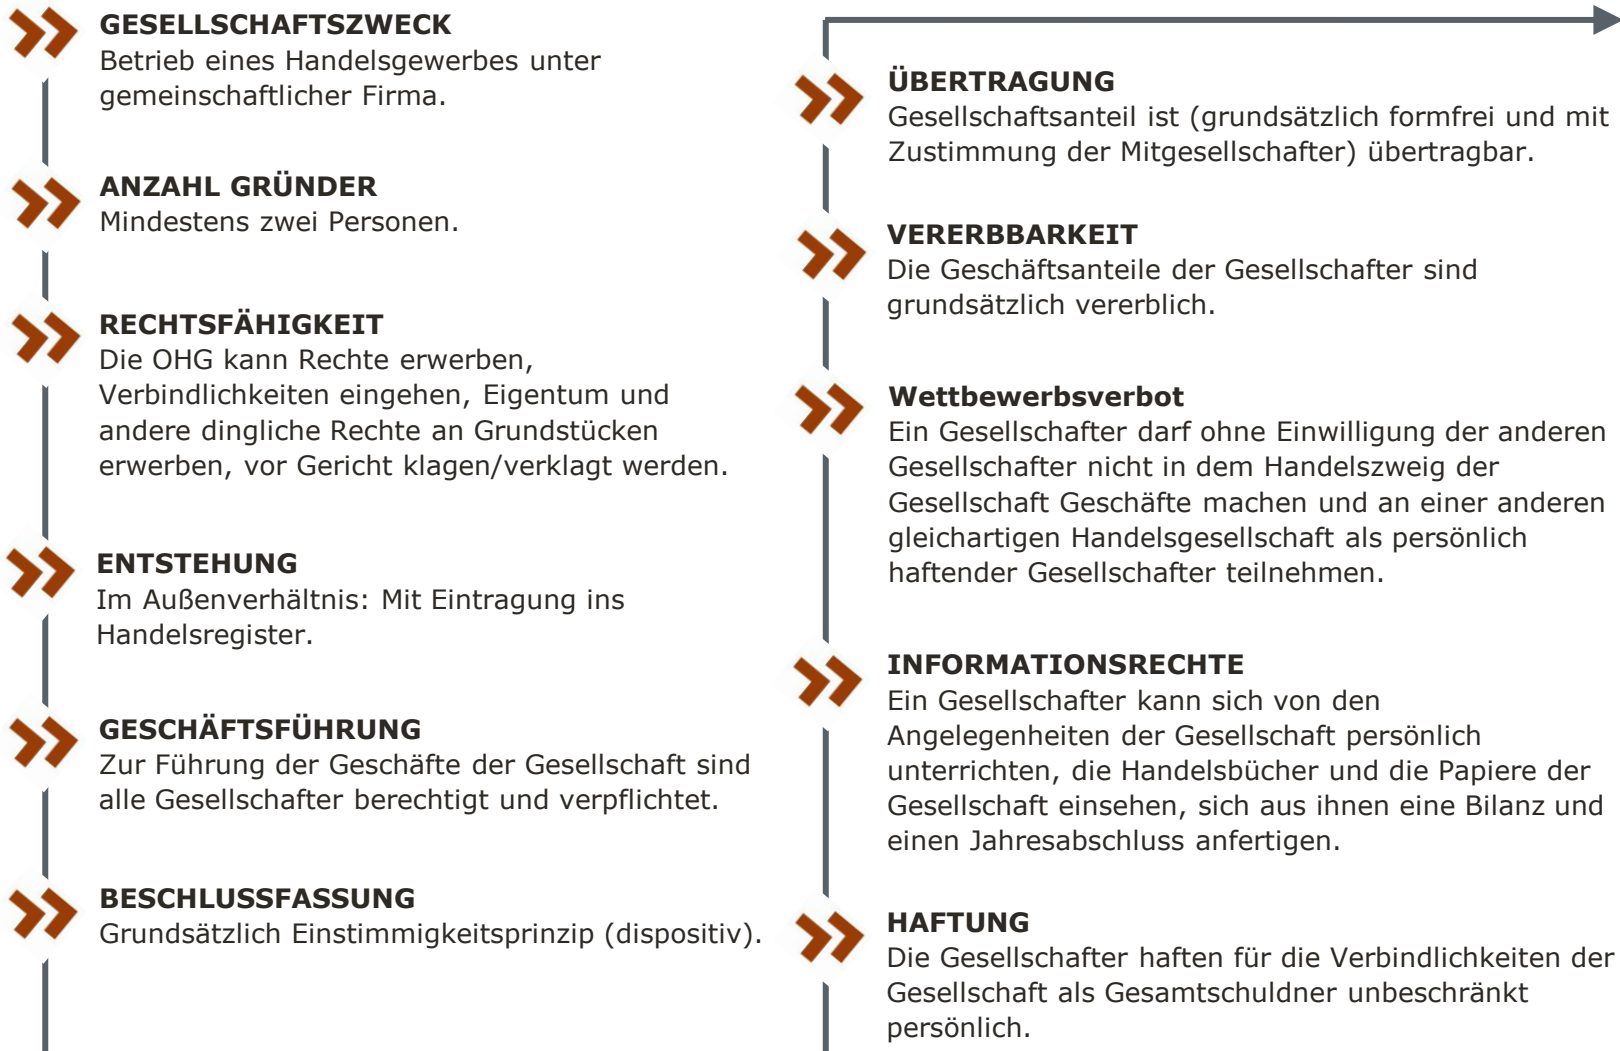 GESELLSCHAFTSZWECK
Betrieb eines Handelsgewerbes unter
gemeinschaftlicher Firma.
ANZAHL GRÜNDER
Mindestens zwei Personen.
RECHTSFÄHIGKEIT
Die OHG kann Rechte erwerben,
Verbindlichkeiten eingehen, Eigentum und
andere dingliche Rechte an Grundstücken
erwerben, vor Gericht klagen/verklagt werden.
ENTSTEHUNG
Im Außenverhältnis: Mit Eintragung ins
Handelsregister.
GESCHÄFTSFÜHRUNG
Zur Führung der Geschäfte der Gesellschaft sind
alle Gesellschafter berechtigt und verpflichtet.
BESCHLUSSFASSUNG
Grundsätzlich Einstimmigkeitsprinzip (dispositiv).
ÜBERTRAGUNG
Gesellschaftsanteil ist (grundsätzlich formfrei und mit
Zustimmung der Mitgesellschafter) übertragbar.
VERERBBARKEIT
Die Geschäftsanteile der Gesellschafter sind
grundsätzlich vererblich.
Wettbewerbsverbot
Ein Gesellschafter darf ohne Einwilligung der anderen
Gesellschafter nicht in dem Handelszweig der
Gesellschaft Geschäfte machen und an einer anderen
gleichartigen Handelsgesellschaft als persönlich
haftender Gesellschafter teilnehmen.
INFORMATIONSRECHTE
Ein Gesellschafter kann sich von den
Angelegenheiten der Gesellschaft persönlich
unterrichten, die Handelsbücher und die Papiere der
Gesellschaft einsehen, sich aus ihnen eine Bilanz und
einen Jahresabschluss anfertigen.
HAFTUNG
Die Gesellschafter haften für die Verbindlichkeiten der
Gesellschaft als Gesamtschuldner unbeschränkt
persönlich.